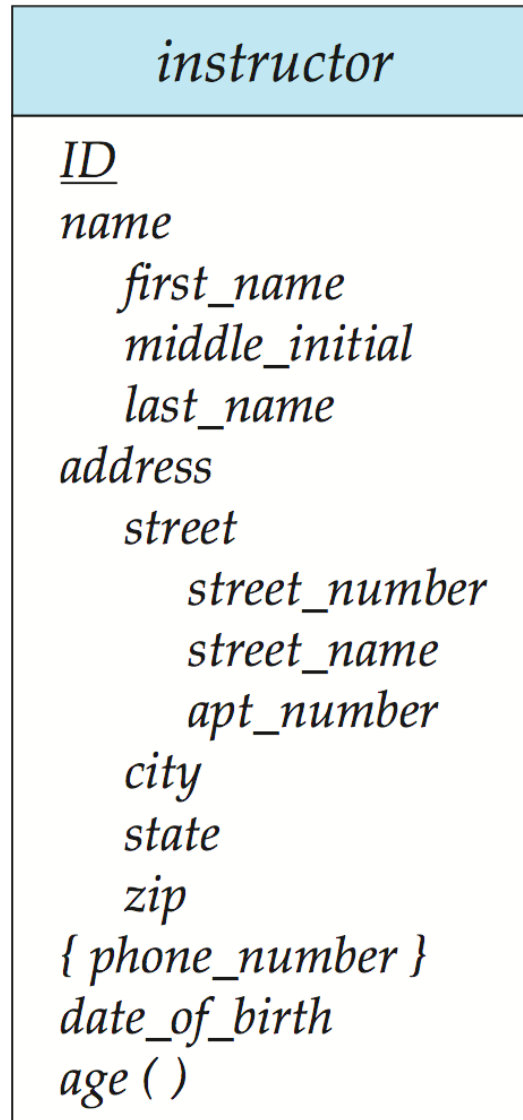 instructor
ID
name
first_name
middle_initial
last_name
address
street
street_number
street_name
apt_number
city
state
zip
{ phone_number }
date_of_birth
age ( )